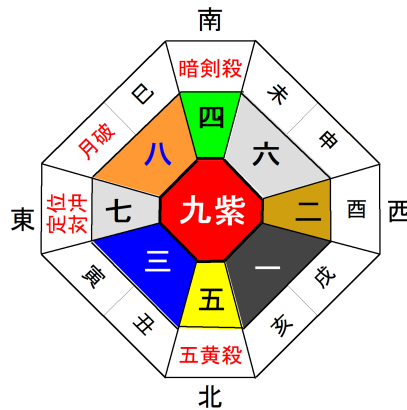 南
暗剣殺
巳
未
月破
申
四
八
六
東
定位
対冲
七
九紫
二
酉
西
三
一
寅
戌
五
丑
亥
五黄殺
北